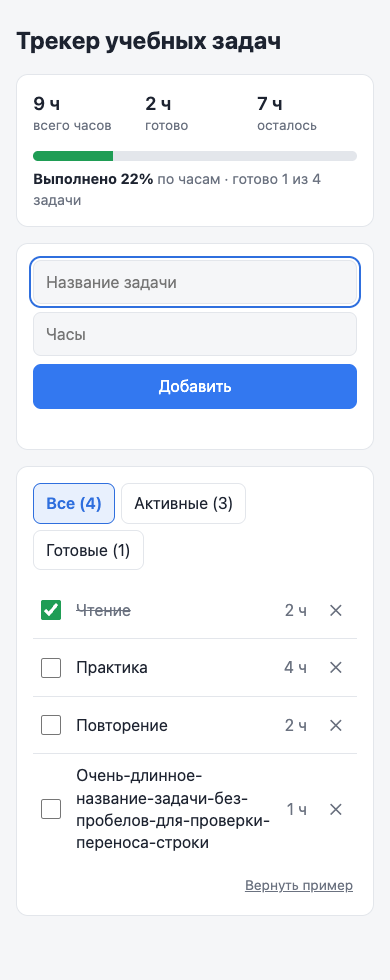 Трекер учебных задач
9 ч 2 ч 7 ч
всего часов готово осталось
Выполнено 22% по часам · готово 1 из 4
задачи
Название задачи
Часы
Добавить
Все (4) Активные (3)
Готовые (1)
Чтение 2 ч ×
Практика 4 ч ×
Повторение 2 ч ×
Очень-длинное-
название-задачи-без-
пробелов-для-проверки- 1 ч ×
переноса-строки
Вернуть пример